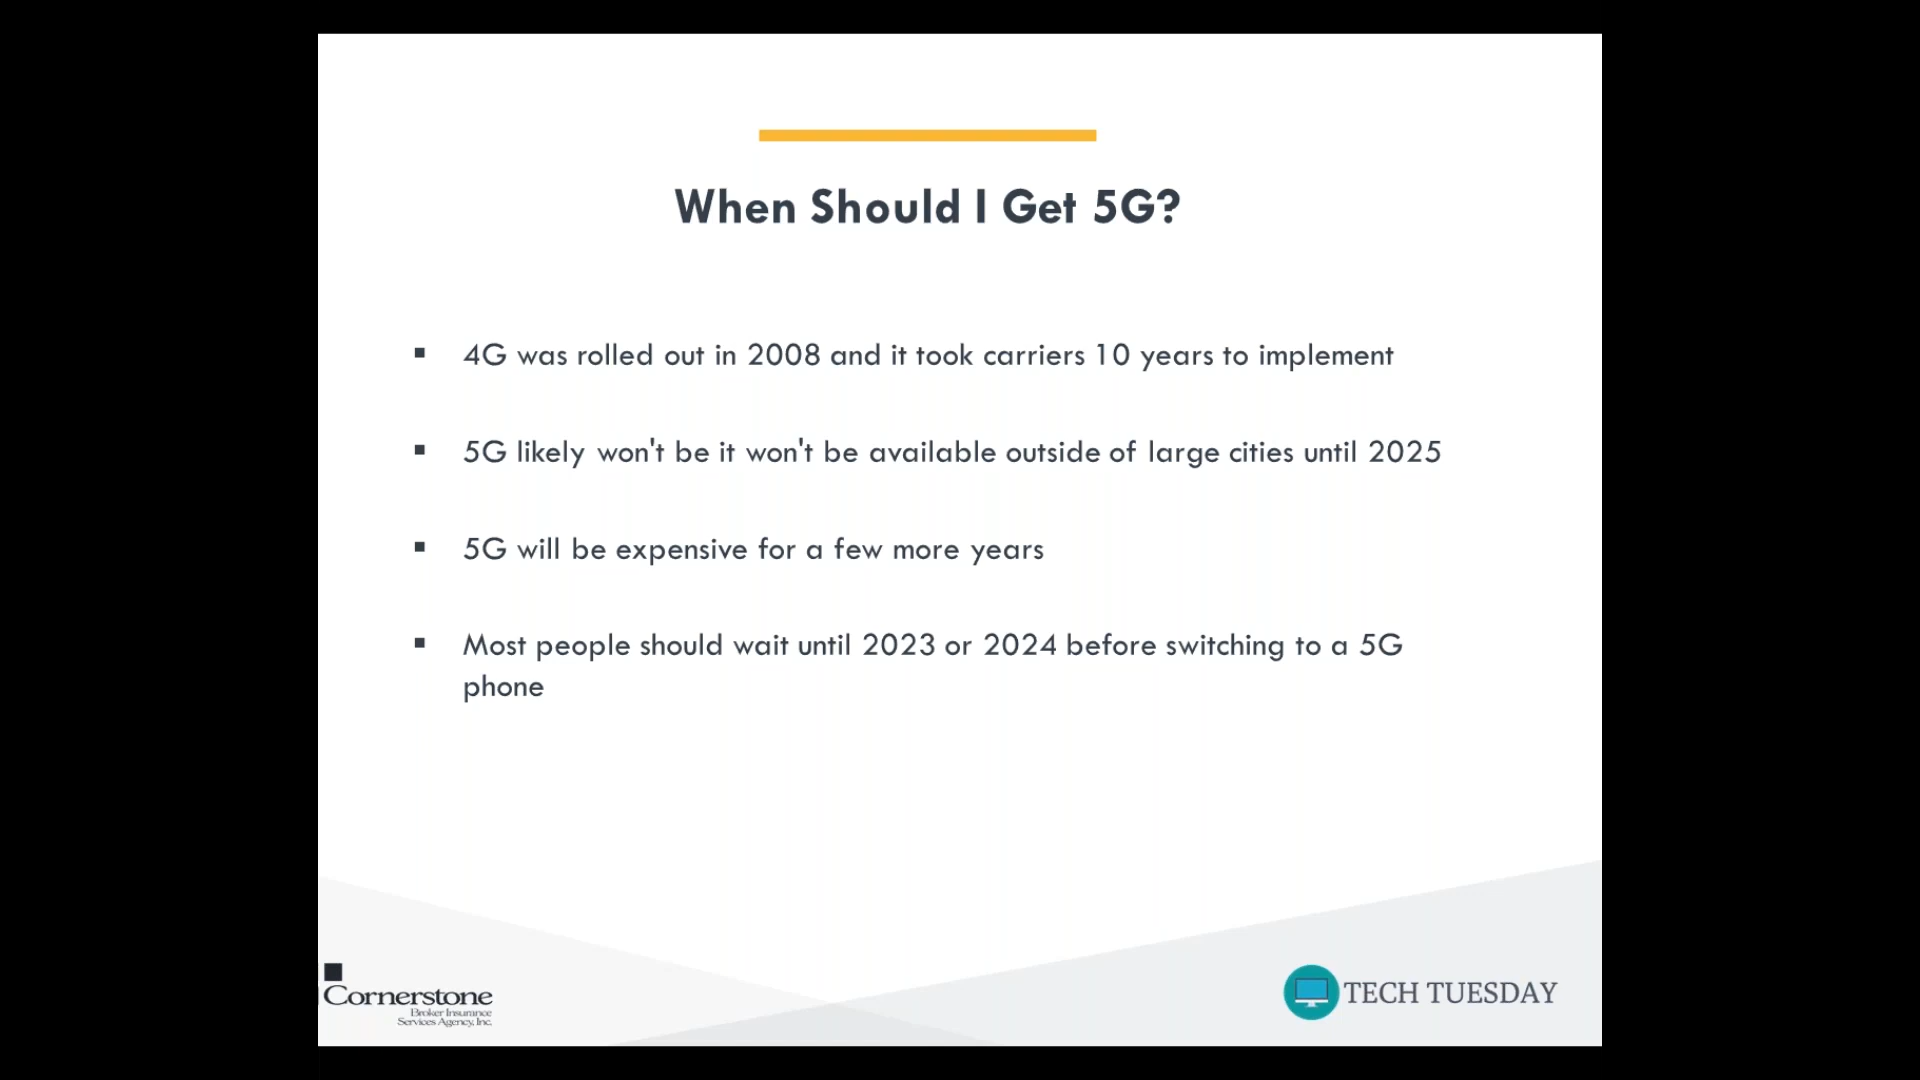 When Should I Get 5G?
▪ 4G was rolled out in 2008 and it took carriers 10 years to implement
▪ 5G likely won't be it won't be available outside of large cities until 2025
▪ 5G will be expensive for a few more years
▪ Most people should wait until 2023 or 2024 before switching to a 5G
phone
Cornerstone
Broker Insurance
Services Agency, Inc.
TECH TUESDAY